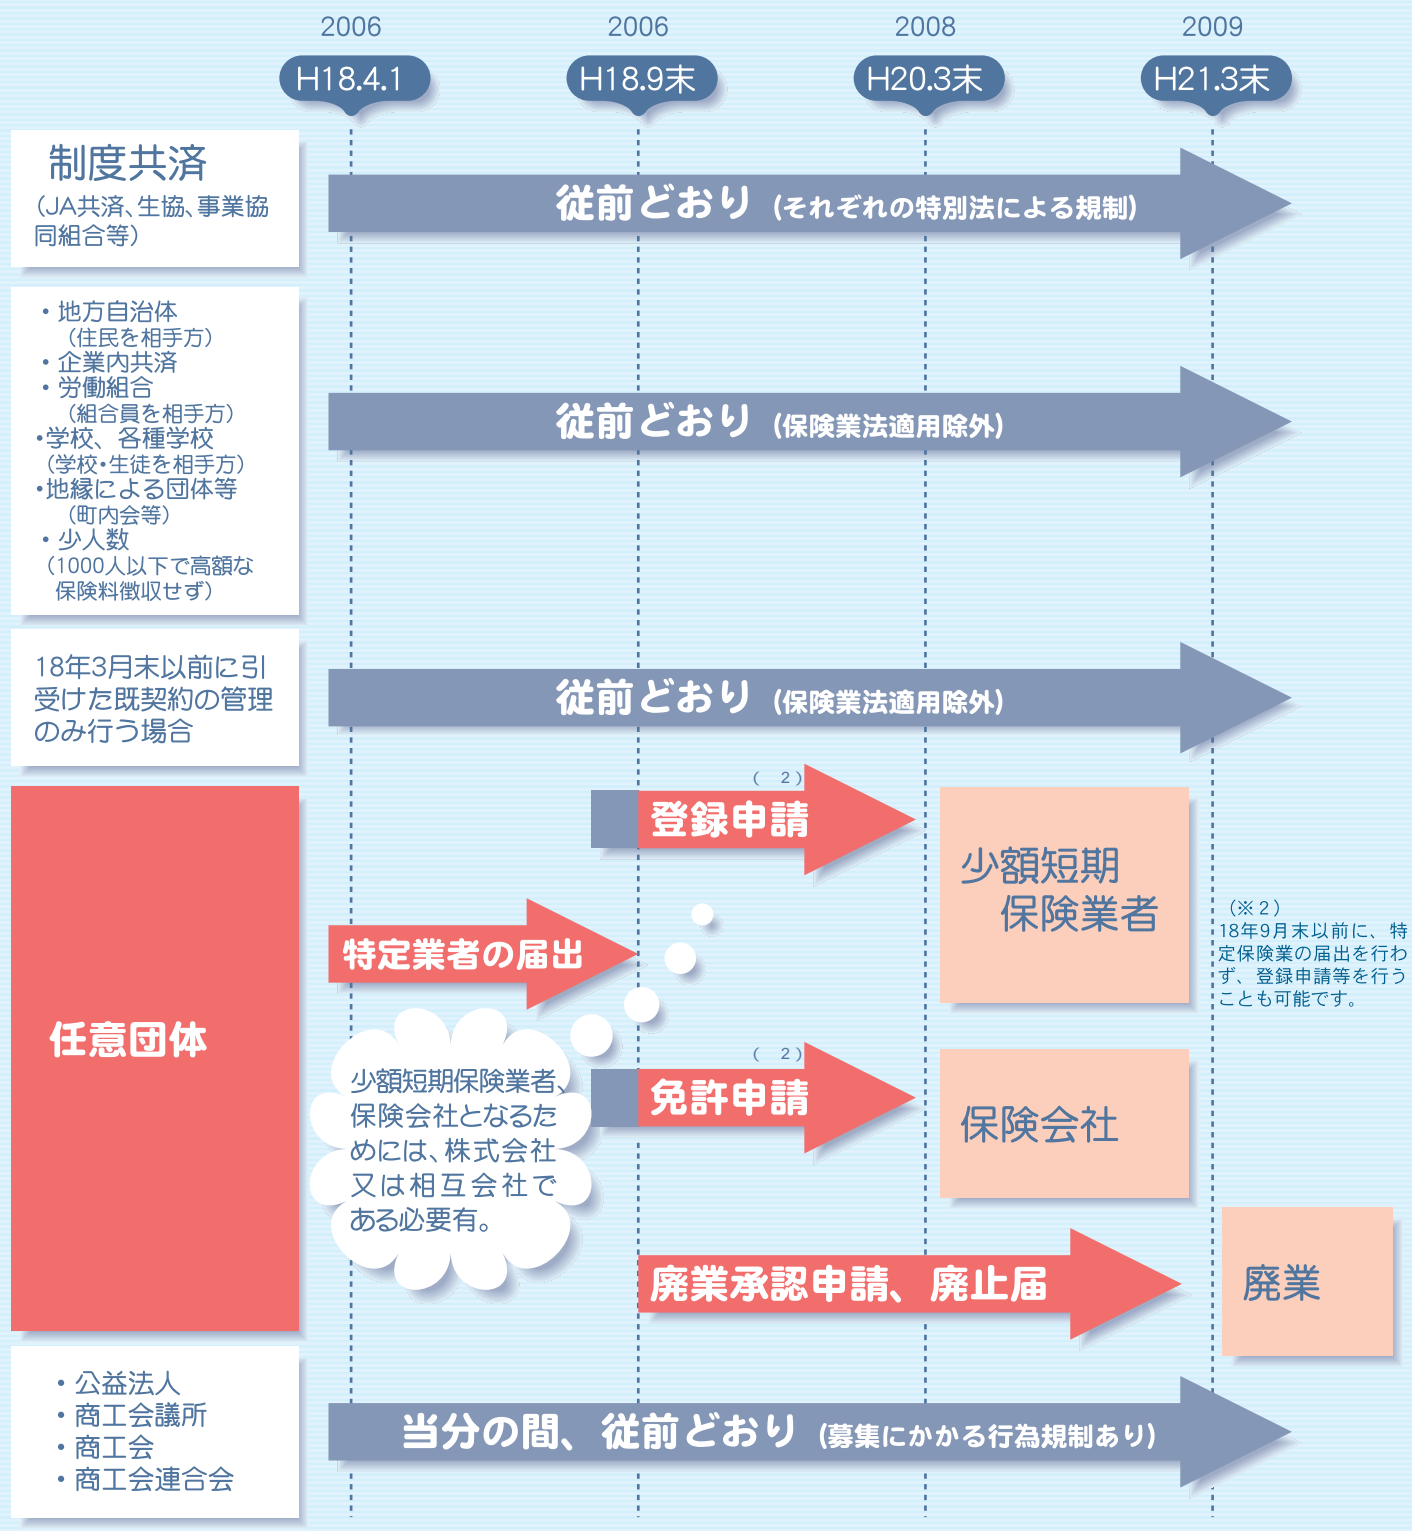 2006
2006
2008
2009
H18.4.1
H18.9末
H20.3末
H21.3末
制度共済
（JA共済、生協、事業協
同組合等）
従前どおり (それぞれの特別法による規制)
・地方自治体
（住民を相手方）
・企業内共済
・労働組合
（組合員を相手方）
・学校、各種学校
（学校・生徒を相手方）
・地縁による団体等
（町内会等）
・少人数
（1000人以下で高額な
保険料徴収せず）
従前どおり (保険業法適用除外)
18年3月末以前に引
受けた既契約の管理
のみ行う場合
従前どおり (保険業法適用除外)
任意団体
（　2）
登録申請
少額短期
保険業者
特定業者の届出
（※２）
18年9月末以前に、特
定保険業の届出を行わ
ず、登録申請等を行う
ことも可能です。
少額短期保険業者、
保険会社となるた
めには、株式会社
又は相互会社で
ある必要有。
（　2）
免許申請
保険会社
廃業承認申請、廃止届
廃業
・公益法人
・商工会議所
・商工会
・商工会連合会
当分の間、従前どおり (募集にかかる行為規制あり)